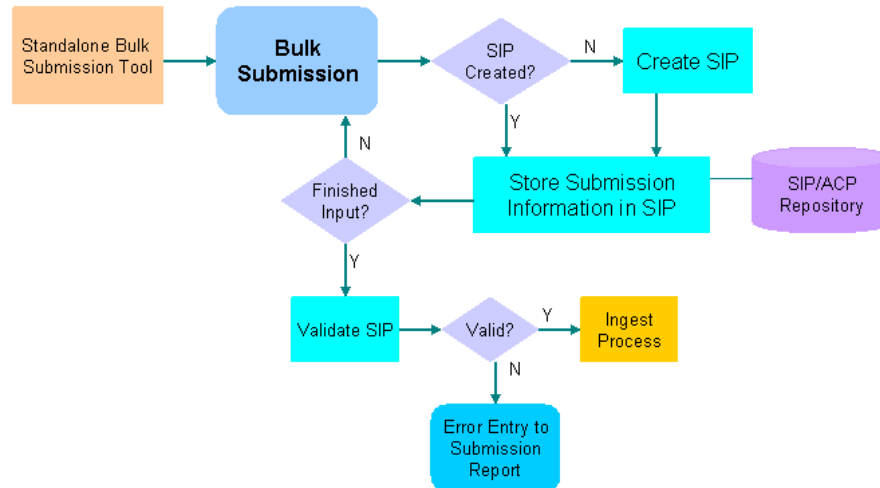 Standalone Bulk
Submission Tool
Bulk
Submission
SIP
Created?
N
Create SIP
Y
N
Finished
Input?
Store Submission
Information in SIP
SIP/ACP
Repository
Y
Validate SIP
Valid?
Y
Ingest
Process
N
Error Entry to
Submission
Report